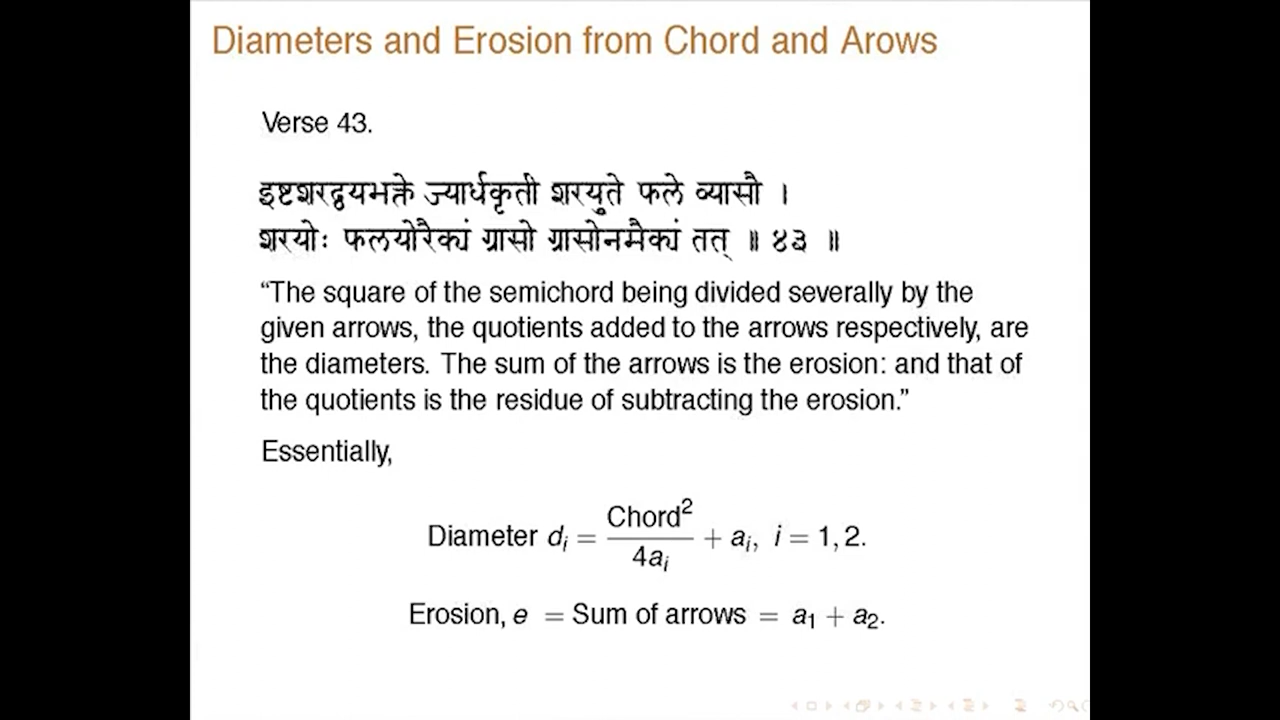 Diameters and Erosion from Chord and Arows
Verse 43.
इष्टशरद्वयभक्ते ज्यार्धकृती शरयुते फले व्यासौ ।
शरयोः फलयोरैक्यं ग्रासो ग्रासोनमैक्यं तत् ॥ ४३ ॥
“The square of the semichord being divided severally by the
given arrows, the quotients added to the arrows respectively, are
the diameters. The sum of the arrows is the erosion: and that of
the quotients is the residue of subtracting the erosion.”
Essentially,
Diameter dᵢ = Chord² / 4aᵢ + aᵢ, i = 1, 2.
Erosion, e = Sum of arrows = a₁ + a₂.